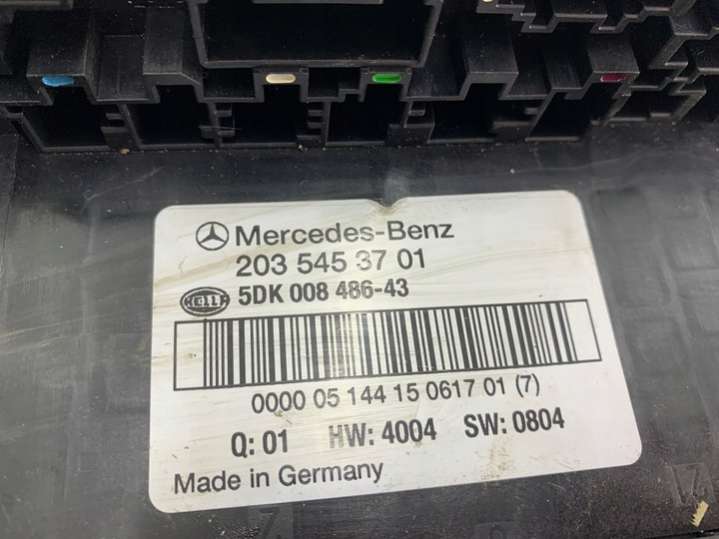 Mercedes-Benz
203 545 37 01
HELLA 5DK 008 486-43
0000 05 144 15 0617 01 (7)
Q: 01 HW: 4004 SW: 0804
Made in Germany